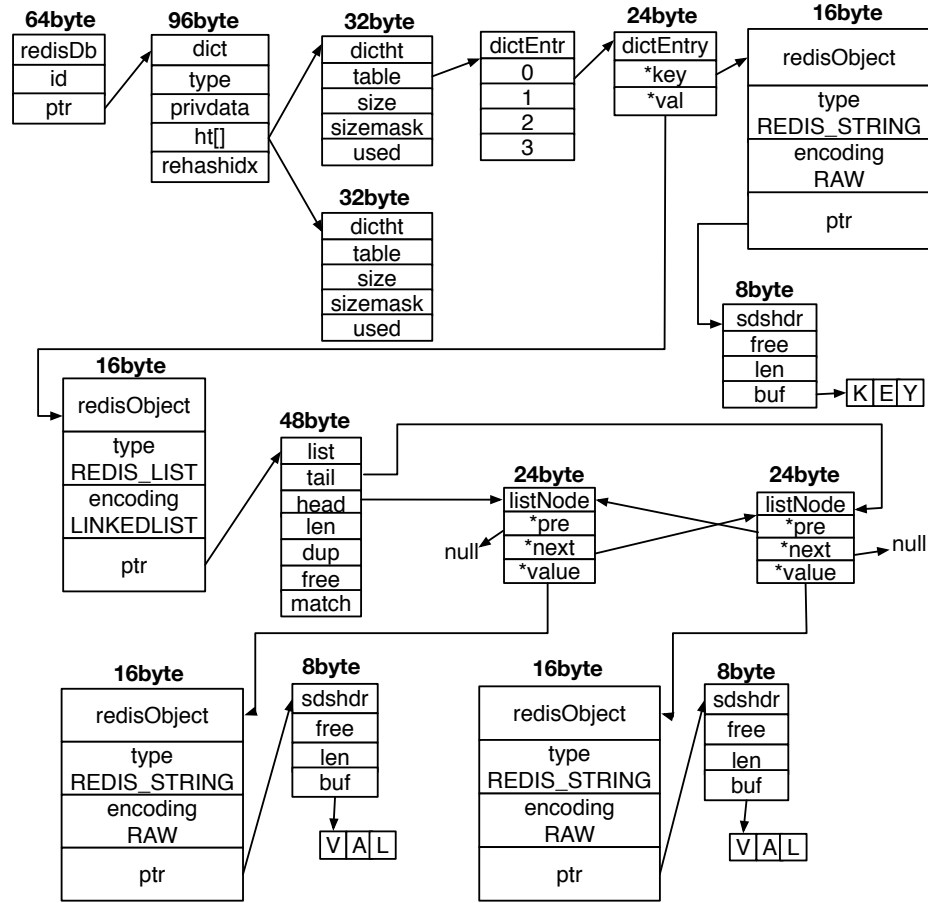 64byte
redisDb
id
ptr
96byte
dict
type
privdata
ht[]
rehashidx
32byte
dictht
table
size
sizemask
used
dictEntr
0
1
2
3
24byte
dictEntry
*key
*val
16byte
redisObject
type
REDIS_STRING
encoding
RAW
ptr
32byte
dictht
table
size
sizemask
used
8byte
sdshdr
free
len
buf
K E Y
16byte
redisObject
type
REDIS_LIST
encoding
LINKEDLIST
ptr
48byte
list
tail
head
len
dup
free
match
24byte
listNode
*pre
*next
*value
null
24byte
listNode
*pre
*next
*value
null
16byte
redisObject
type
REDIS_STRING
encoding
RAW
ptr
8byte
sdshdr
free
len
buf
V A L
16byte
redisObject
type
REDIS_STRING
encoding
RAW
ptr
8byte
sdshdr
free
len
buf
V A L